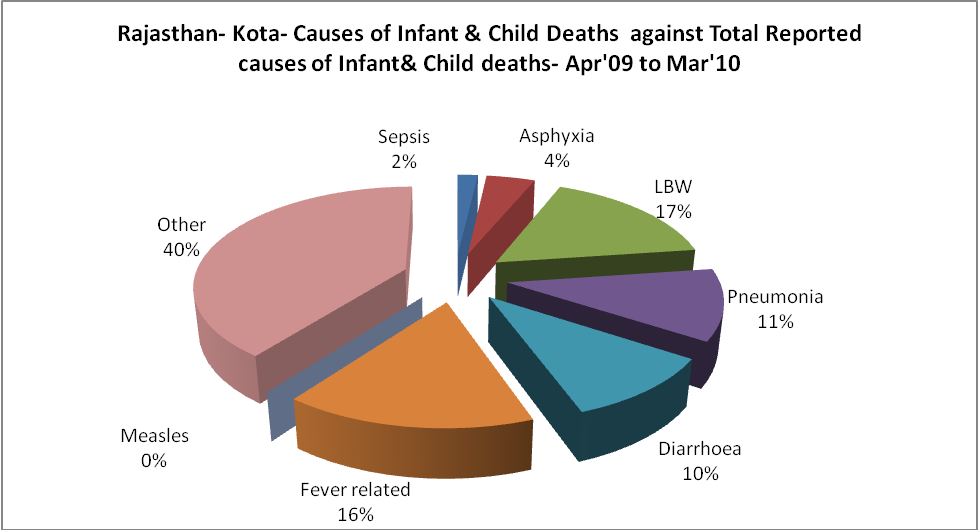 Rajasthan- Kota- Causes of Infant & Child Deaths against Total Reported
causes of Infant& Child deaths- Apr'09 to Mar'10
Sepsis
2%
Asphyxia
4%
LBW
17%
Pneumonia
11%
Diarrhoea
10%
Fever related
16%
Measles
0%
Other
40%